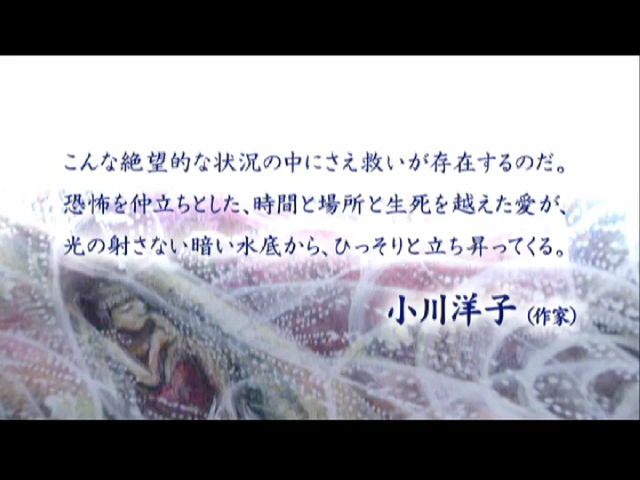 こんな絶望的な状況の中にさえ救いが存在するのだ。
恐怖を仲立ちとした、時間と場所と生死を越えた愛が、
光の射さない暗い水底から、ひっそりと立ち昇ってくる。
小川洋子（作家）